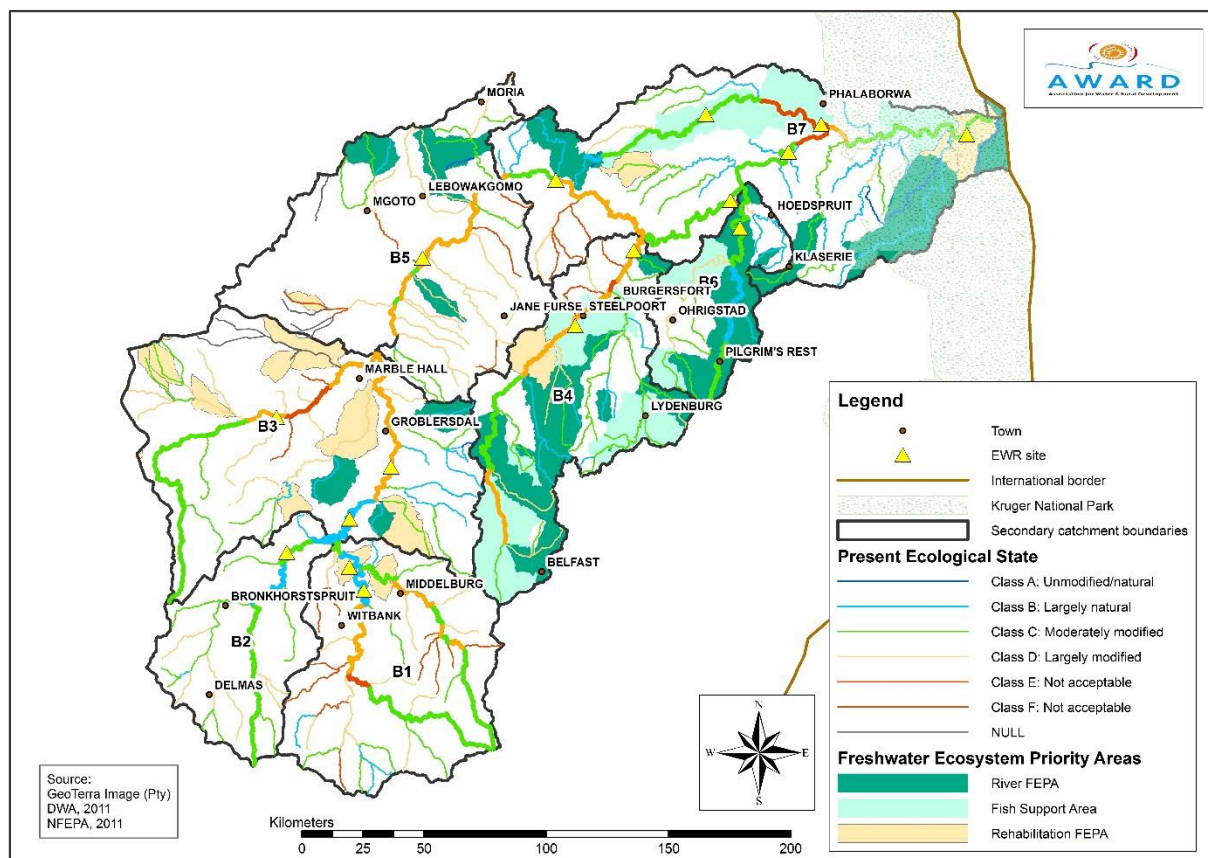 AWARD
Association for Water & Rural Development
MORIA
PHALABORWA
B7
LEBOWAKGOMO
MGOTO
HOEDSPRUIT
B5
KLASERIE
B6
BURGERSFORT
JANE FURSE
STEELPOORT
OHRIGSTAD
PILGRIM'S REST
MARBLE HALL
B4
LYDENBURG
B3
GROBLERSDAL
BELFAST
MIDDELBURG
BRONKHORSTSPRUIT
WITBANK
B2
B1
DELMAS
Legend
Town
EWR site
International border
Kruger National Park
Secondary catchment boundaries
Present Ecological State
Class A: Unmodified/natural
Class B: Largely natural
Class C: Moderately modified
Class D: Largely modified
Class E: Not acceptable
Class F: Not acceptable
NULL
Freshwater Ecosystem Priority Areas
River FEPA
Fish Support Area
Rehabilitation FEPA
N
W
E
S
Source:
GeoTerra Image (Pty)
DWA, 2011
NFEPA, 2011
Kilometers
0 50 100 150 200